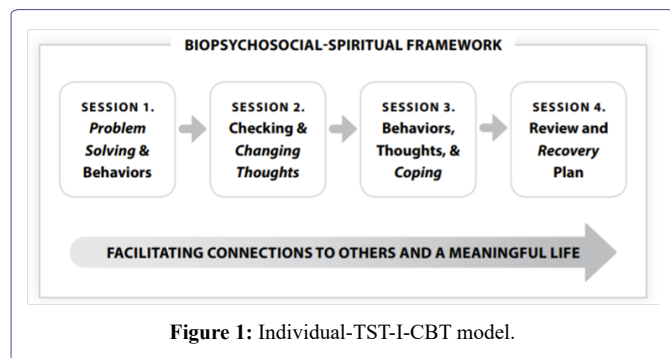 BIOPSYCHOSOCIAL-SPIRITUAL FRAMEWORK
SESSION 1.
Problem
Solving &
Behaviors
SESSION 2.
Checking &
Changing
Thoughts
SESSION 3.
Behaviors,
Thoughts, &
Coping
SESSION 4.
Review and
Recovery
Plan
FACILITATING CONNECTIONS TO OTHERS AND A MEANINGFUL LIFE
Figure 1: Individual-TST-I-CBT model.